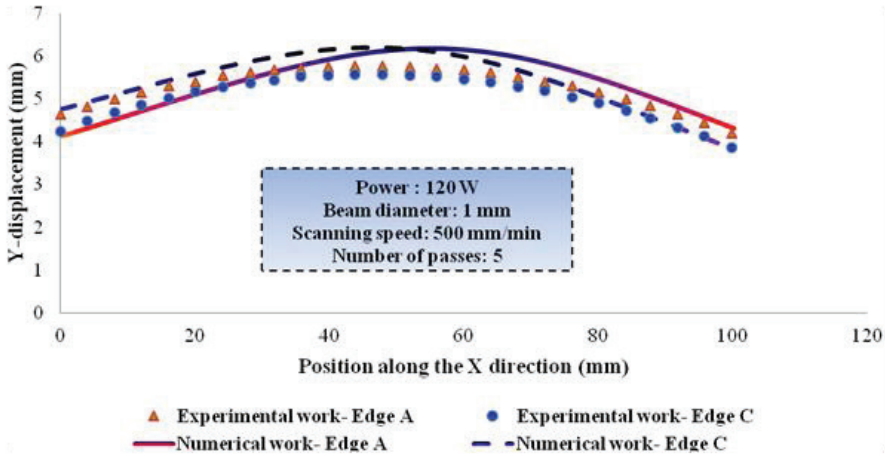 7
6
5
4
3
2
1
0
Y-displacement (mm)
Power : 120 W
Beam diameter: 1 mm
Scanning speed: 500 mm/min
Number of passes: 5
0 20 40 60 80 100 120
Position along the X direction (mm)
Experimental work- Edge A Experimental work- Edge C
Numerical work- Edge A Numerical work- Edge C